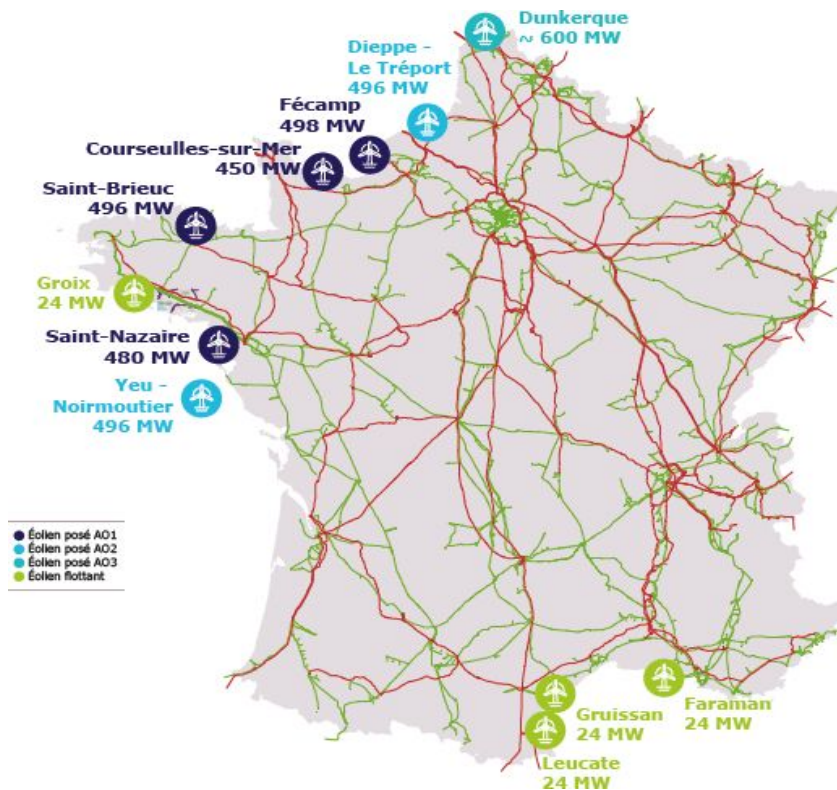 Dunkerque
~ 600 MW
Dieppe -
Le Tréport
496 MW
Fécamp
498 MW
Courseulles-sur-Mer
450 MW
Saint-Brieuc
496 MW
Groix
24 MW
Saint-Nazaire
480 MW
Yeu -
Noirmoutier
496 MW
Éolien posé AO1
Éolien posé AO2
Éolien posé AO3
Éolien flottant
Gruissan
24 MW
Faraman
24 MW
Leucate
24 MW